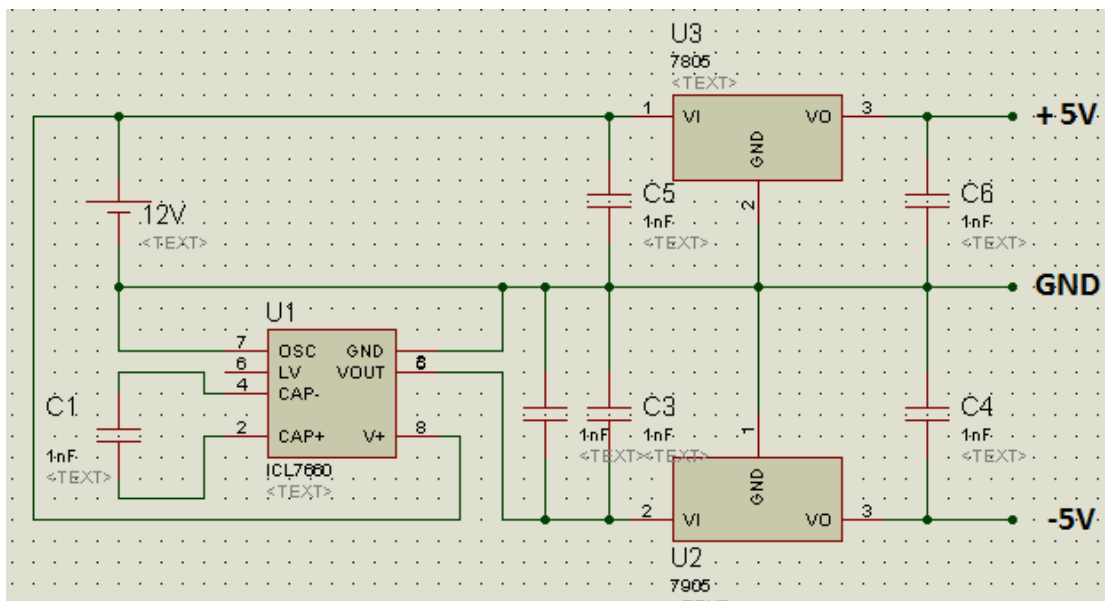 U3
7805
<TEXT>
1 VI VO 3
GND
2
+5V
12V
<TEXT>
C5
1nF
<TEXT>
C6
1nF
<TEXT>
GND
U1
7 OSC GND
6 LV VOUT
4 CAP-
2 CAP+ V+ 8
ICL7660
<TEXT>
C1
1nF
<TEXT>
C3
1nF 1nF
<TEXT><TEXT>
C4
1nF
<TEXT>
1
GND
2 VI VO 3
-5V
U2
7905
<TEXT>